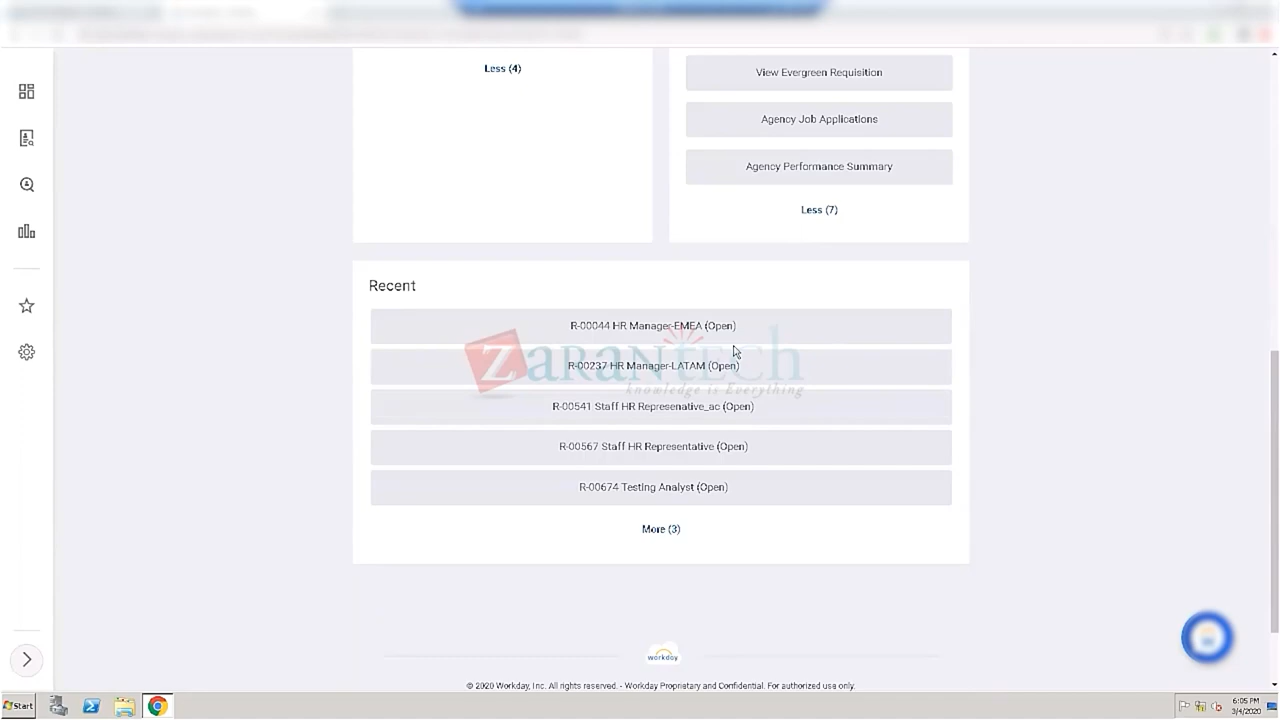 Less (4)
View Evergreen Requisition
Agency Job Applications
Agency Performance Summary
Less (7)
Recent
R-00044 HR Manager-EMEA (Open)
R-00237 HR Manager-LATAM (Open)
R-00541 Staff HR Represenative_ac (Open)
R-00567 Staff HR Representative (Open)
R-00674 Testing Analyst (Open)
More (3)
ZARANTECH
knowledge is Everything
workday
© 2020 Workday, Inc. All rights reserved. - Workday Proprietary and Confidential. For authorized use only.
Start
6:05 PM
3/4/2020